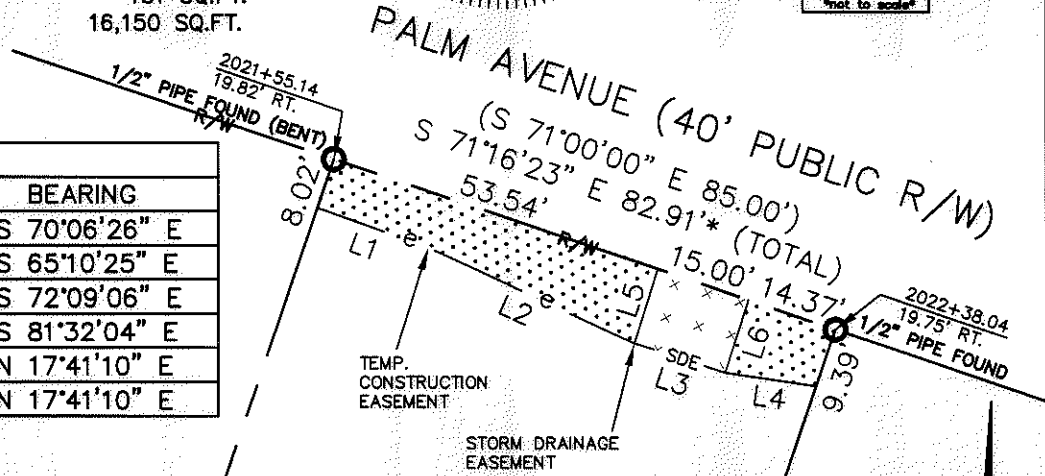 16,150 SQ.FT.
"not to scale"
PALM AVENUE (40' PUBLIC R/W)
(S 71°00'00" E 85.00')
S 71°16'23" E 82.91'* (TOTAL)
2021+55.14
19.82' RT.
1/2" PIPE FOUND (BENT)
R/W
8.02'
53.54'
R/W
15.00'
14.37'
2022+38.04
19.75' RT.
1/2" PIPE FOUND
9.39
L1
e
L2
e
L5
SDE
L3
L6
L4
TEMP.
CONSTRUCTION
EASEMENT
STORM DRAINAGE
EASEMENT
BEARING
S 70°06'26" E
S 65°10'25" E
S 72°09'06" E
S 81°32'04" E
N 17°41'10" E
N 17°41'10" E